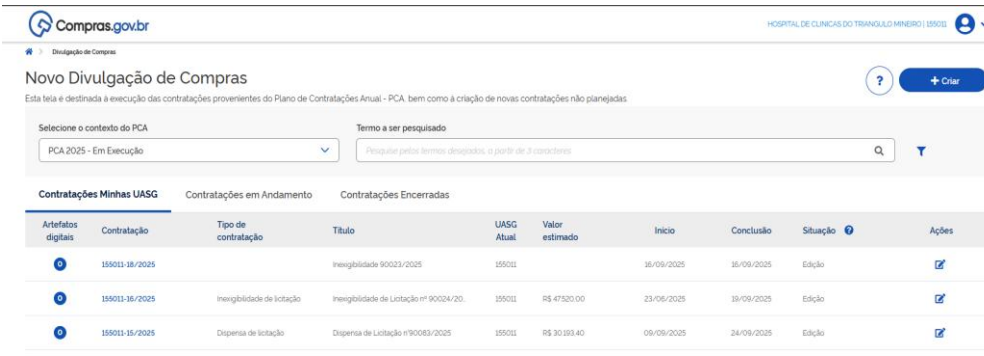 Compras.gov.br
HOSPITAL DE CLINICAS DO TRIANGULO MINEIRO | 155011
Divulgação de Compras
Novo Divulgação de Compras
? + Criar
Esta tela é destinada à execução das contratações provenientes do Plano de Contratações Anual - PCA, bem como à criação de novas contratações não planejadas.
Selecione o contexto do PCA Termo a ser pesquisado
PCA 2025 - Em Execução Pesquise pelos termos desejados, a partir de 3 caracteres
Contratações Minhas UASG Contratações em Andamento Contratações Encerradas
Artefatos digitais Contratação Tipo de contratação Título UASG Atual Valor estimado Início Conclusão Situação ? Ações
0 155011-18/2025 Inexigibilidade 90023/2025 155011 16/09/2025 16/09/2025 Edição
0 155011-16/2025 Inexigibilidade de licitação Inexigibilidade de Licitação nº 90024/20.. 155011 R$ 47.520,00 23/06/2025 19/09/2025 Edição
0 155011-15/2025 Dispensa de licitação Dispensa de Licitação nº90083/2025 155011 R$ 30.193,40 09/09/2025 24/09/2025 Edição